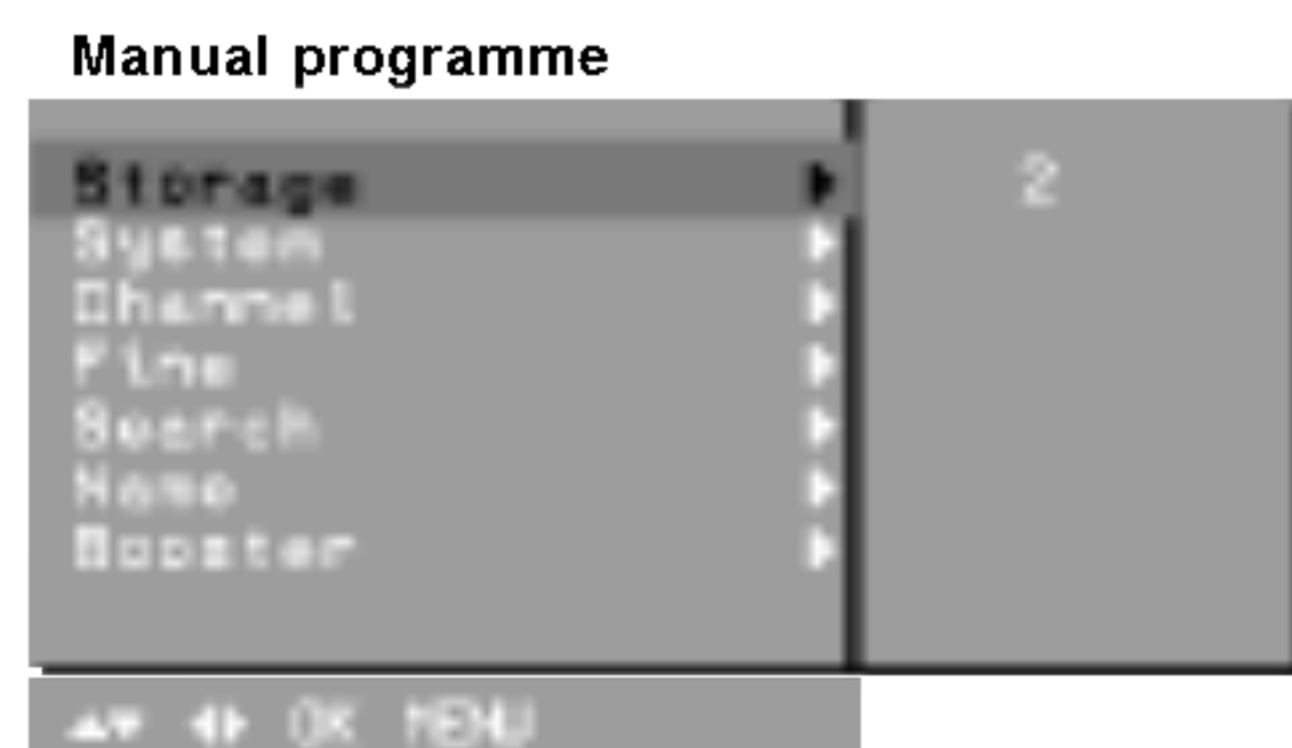 Manual programme
Storage ▶ 2
System ▶
Channel ▶
Fine ▶
Search ▶
Name ▶
Booster ▶
▲▼ ◀▶ OK MENU